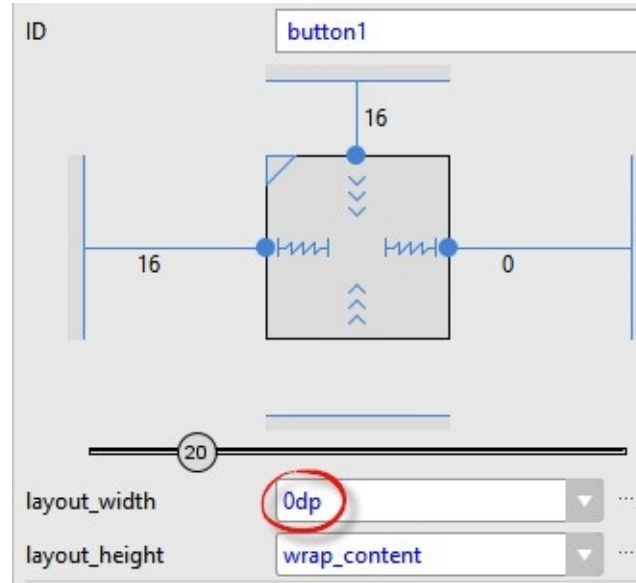 ID button1
16
16 0
20
layout_width 0dp ...
layout_height wrap_content ...